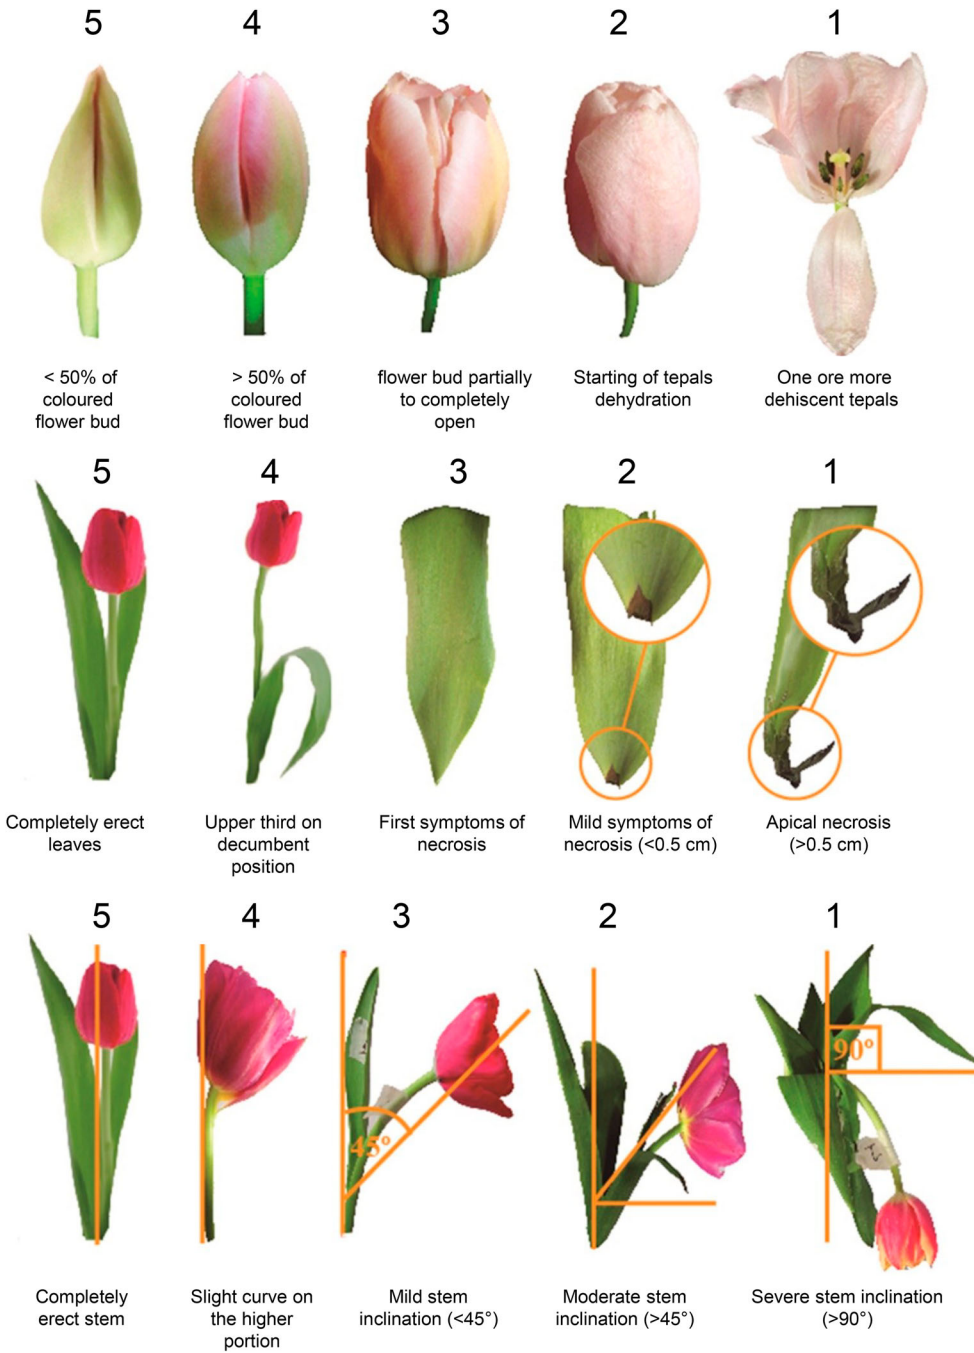 5 4 3 2 1
< 50% of
coloured
flower bud
> 50% of
coloured
flower bud
flower bud partially
to completely
open
Starting of tepals
dehydration
One ore more
dehiscent tepals
5 4 3 2 1
Completely erect
leaves
Upper third on
decumbent
position
First symptoms of
necrosis
Mild symptoms of
necrosis (<0.5 cm)
Apical necrosis
(>0.5 cm)
5 4 3 2 1
45º
90º
Completely
erect stem
Slight curve on
the higher
portion
Mild stem
inclination (<45°)
Moderate stem
inclination (>45°)
Severe stem inclination
(>90°)